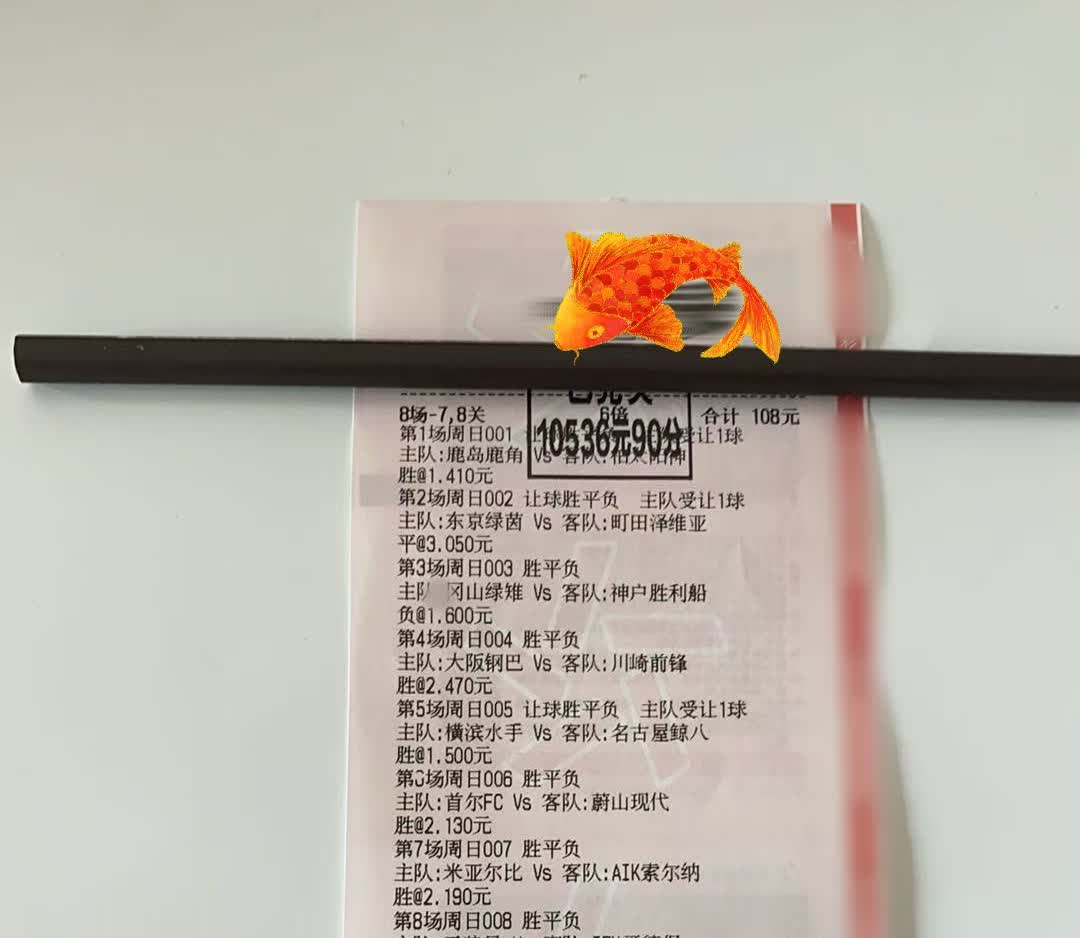 8场-7,8关 6倍 合计 108元
10536元90分
第1场周日001 受让1球
主队:鹿岛鹿角 Vs 客队:
胜@1.410元
第2场周日002 让球胜平负 主队受让1球
主队:东京绿茵 Vs 客队:町田泽维亚
平@3.050元
第3场周日003 胜平负
主队 冈山绿雉 Vs 客队:神户胜利船
负@1.600元
第4场周日004 胜平负
主队:大阪钢巴 Vs 客队:川崎前锋
胜@2.470元
第5场周日005 让球胜平负 主队受让1球
主队:横滨水手 Vs 客队:名古屋鲸八
胜@1.500元
第6场周日006 胜平负
主队:首尔FC Vs 客队:蔚山现代
胜@2.130元
第7场周日007 胜平负
主队:米亚尔比 Vs 客队:AIK索尔纳
胜@2.190元
第8场周日008 胜平负